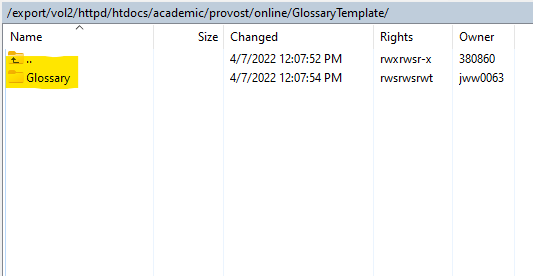 /export/vol2/httpd/htdocs/academic/provost/online/GlossaryTemplate/
Name Size Changed Rights Owner
.. 4/7/2022 12:07:52 PM rwxrwsr-x 380860
Glossary 4/7/2022 12:07:54 PM rwsrwsrwt jww0063